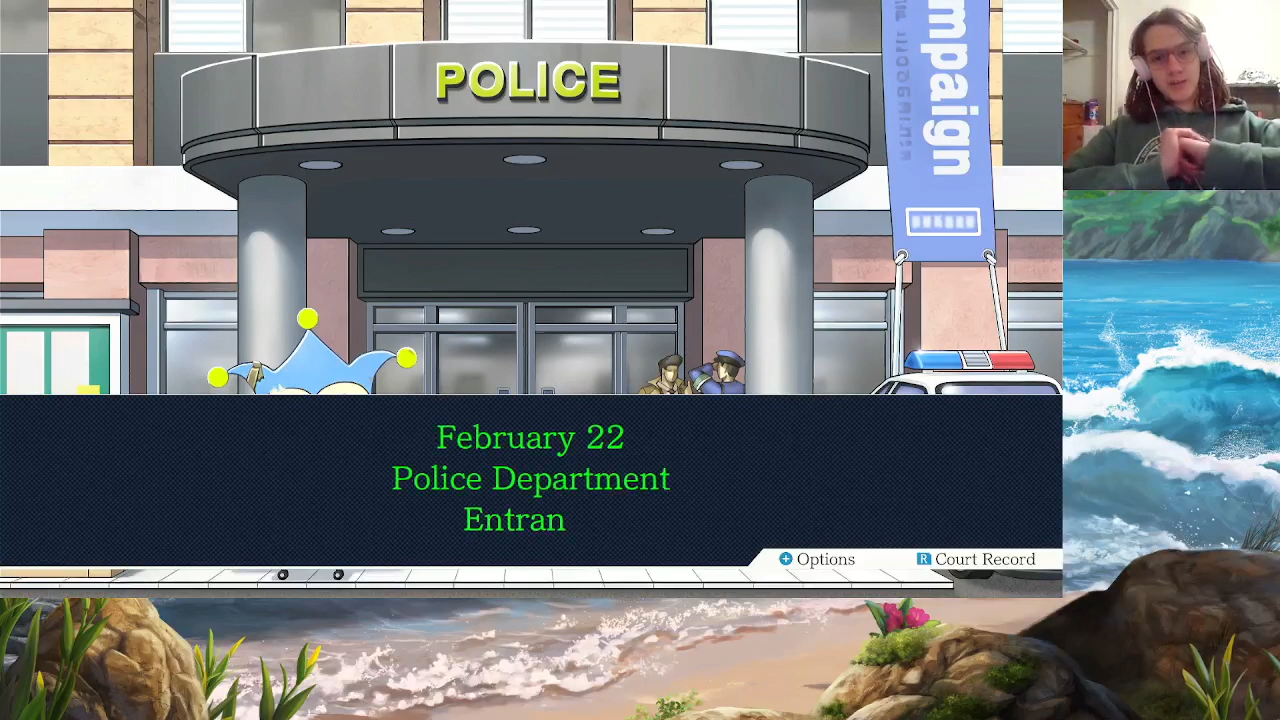 POLICE
mpaign
February 22
Police Department
Entran
Options
R Court Record